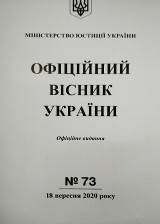 МІНІСТЕРСТВО ЮСТИЦІЇ УКРАЇНИ
ОФІЦІЙНИЙ
ВІСНИК
УКРАЇНИ
Офіційне видання
№ 73
18 вересня 2020 року